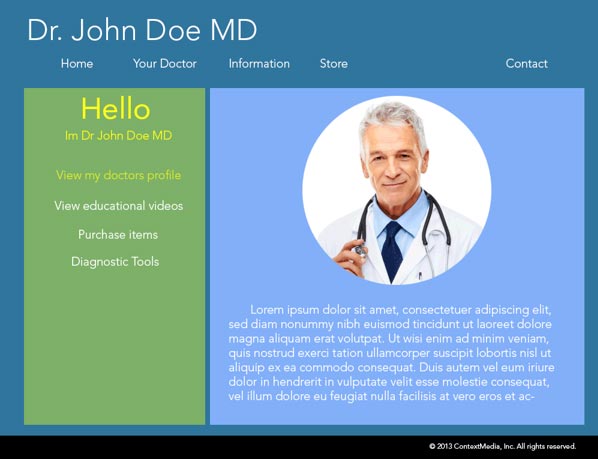 Dr. John Doe MD
Home Your Doctor Information Store Contact
Hello
Im Dr John Doe MD
View my doctors profile
View educational videos
Purchase items
Diagnostic Tools
Lorem ipsum dolor sit amet, consectetuer adipiscing elit,
sed diam nonummy nibh euismod tincidunt ut laoreet dolore
magna aliquam erat volutpat. Ut wisi enim ad minim veniam,
quis nostrud exerci tation ullamcorper suscipit lobortis nisl ut
aliquip ex ea commodo consequat. Duis autem vel eum iriure
dolor in hendrerit in vulputate velit esse molestie consequat,
vel illum dolore eu feugiat nulla facilisis at vero eros et ac-
© 2013 ContextMedia, Inc. All rights reserved.